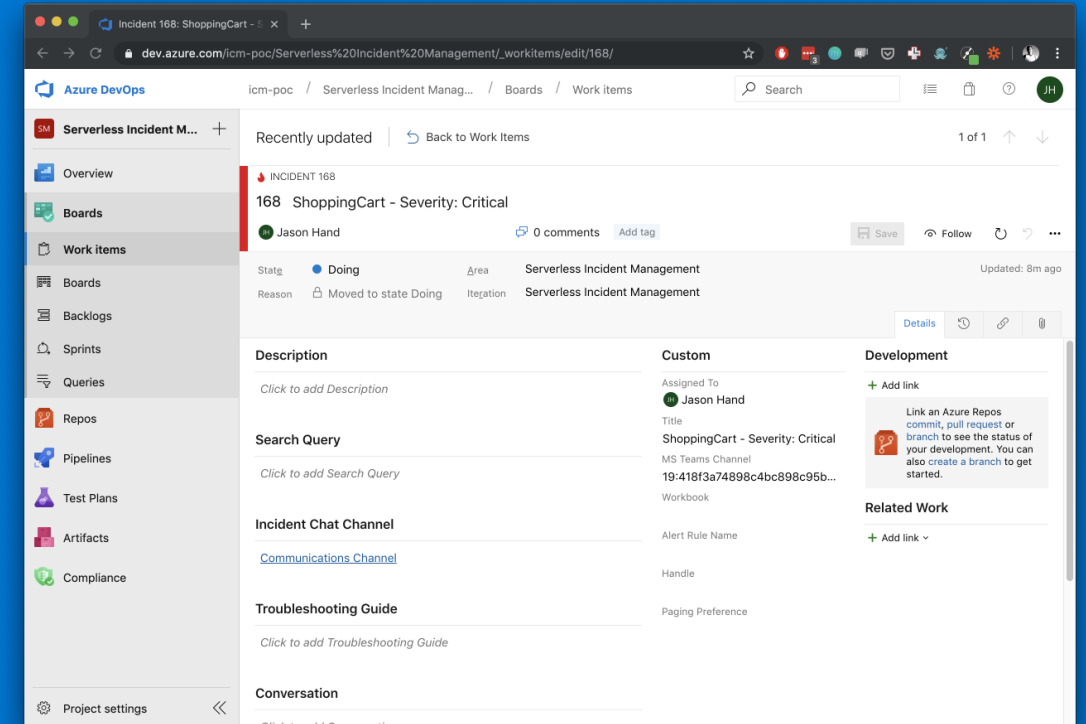 Incident 168: ShoppingCart - S
dev.azure.com/icm-poc/Serverless%20Incident%20Management/_workitems/edit/168/
3
Azure DevOps
icm-poc / Serverless Incident Manag... / Boards / Work items
Search
JH
SM Serverless Incident M...
Overview
Boards
Work items
Boards
Backlogs
Sprints
Queries
Repos
Pipelines
Test Plans
Artifacts
Compliance
Project settings
Recently updated
Back to Work Items
1 of 1
INCIDENT 168
168 ShoppingCart - Severity: Critical
JH Jason Hand
0 comments
Add tag
Save
Follow
State Doing
Area Serverless Incident Management
Updated: 8m ago
Reason Moved to state Doing
Iteration Serverless Incident Management
Details
Description
Click to add Description
Search Query
Click to add Search Query
Incident Chat Channel
Communications Channel
Troubleshooting Guide
Click to add Troubleshooting Guide
Conversation
Custom
Assigned To
JH Jason Hand
Title
ShoppingCart - Severity: Critical
MS Teams Channel
19:418f3a74898c4bc898c95b...
Workbook
Alert Rule Name
Handle
Paging Preference
Development
Add link
Link an Azure Repos
commit, pull request or
branch to see the status of
your development. You can
also create a branch to get
started.
Related Work
Add link